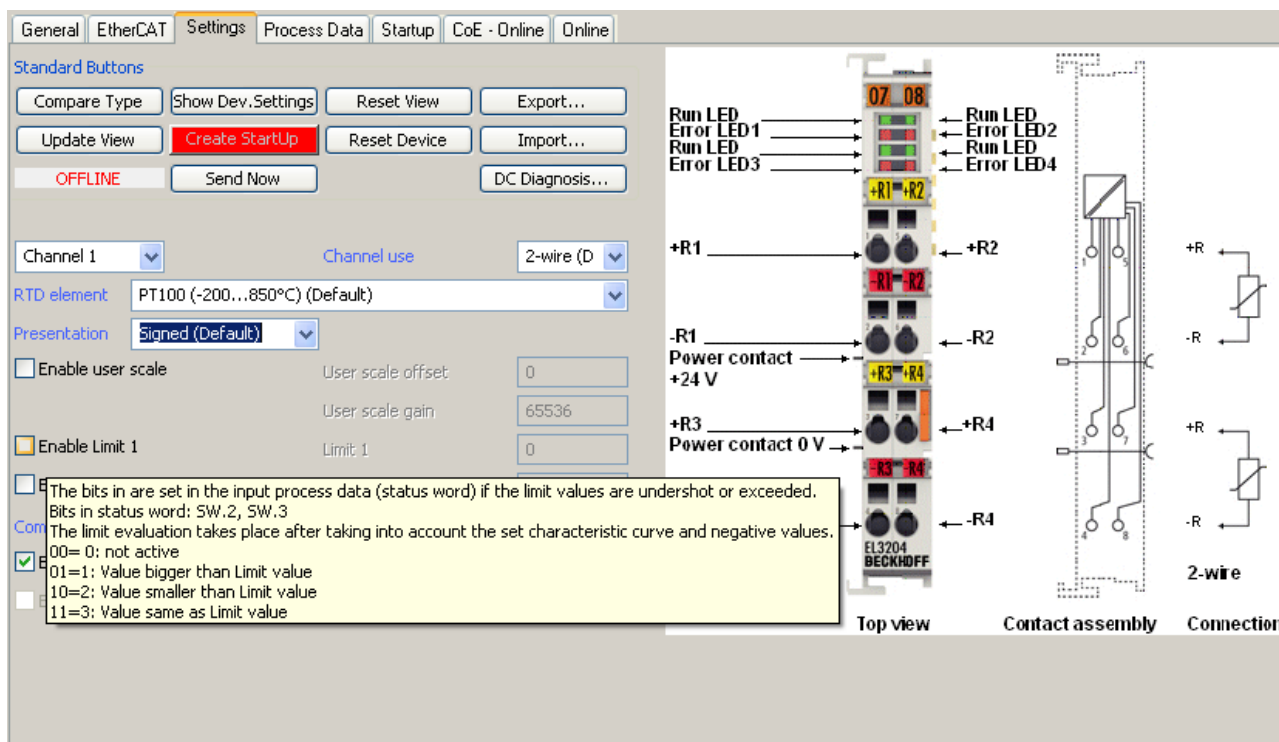 General EtherCAT Settings Process Data Startup CoE - Online Online
Standard Buttons
Compare Type Show Dev.Settings Reset View Export...
Update View Create StartUp Reset Device Import...
OFFLINE Send Now DC Diagnosis...
Channel 1 Channel use 2-wire (D
RTD element PT100 (-200...850°C) (Default)
Presentation Signed (Default)
Enable user scale User scale offset 0
User scale gain 65536
Enable Limit 1 Limit 1 0
The bits in are set in the input process data (status word) if the limit values are undershot or exceeded.
Bits in status word: SW.2, SW.3
The limit evaluation takes place after taking into account the set characteristic curve and negative values.
00= 0: not active
01=1: Value bigger than Limit value
10=2: Value smaller than Limit value
11=3: Value same as Limit value
07 08
Run LED Run LED
Error LED1 Error LED2
Run LED Run LED
Error LED3 Error LED4
+R1 +R2
+R1 +R2
-R1 -R2
-R1 -R2
Power contact
+24 V
+R3 +R4
+R3 +R4
Power contact 0 V
-R3 -R4
-R4
EL3204
BECKHOFF
Top view
1 5
2 6
3 7
4 8
Contact assembly
+R
-R
+R
-R
2-wire
Connection